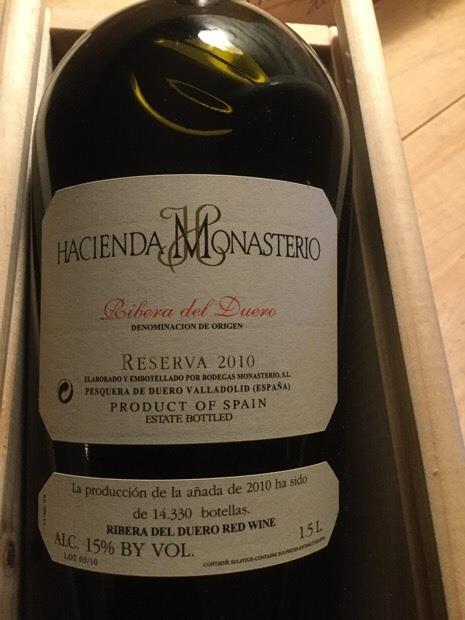 HACIENDA MONASTERIO
Ribera del Duero
DENOMINACION DE ORIGEN
RESERVA 2010
ELABORADO Y EMBOTELLADO POR BODEGAS MONASTERIO, S.L
PESQUERA DE DUERO VALLADOLID (ESPAÑA)
PRODUCT OF SPAIN
ESTATE BOTTLED
La producción de la añada de 2010 ha sido
de 14.330 botellas.
RIBERA DEL DUERO RED WINE
ALC. 15% BY VOL. 1.5 L
LOT 05/10